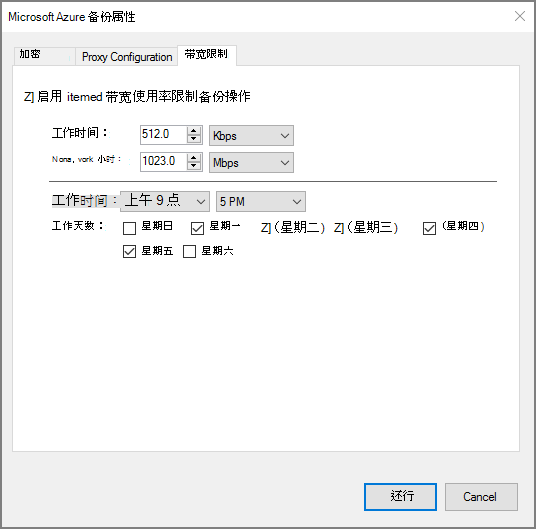 Microsoft Azure 备份属性
加密 Proxy Configuration 带宽限制
Z] 启用 itemed 带宽使用率限制备份操作
工作时间： 512.0 Kbps
Nons, vork 小时： 1023.0 Mbps
工作时间： 上午 9 点 5 PM
工作天数： 星期日 星期一 Z]（星期二） Z]（星期三） （星期四）
星期五 星期六
还行 Cancel